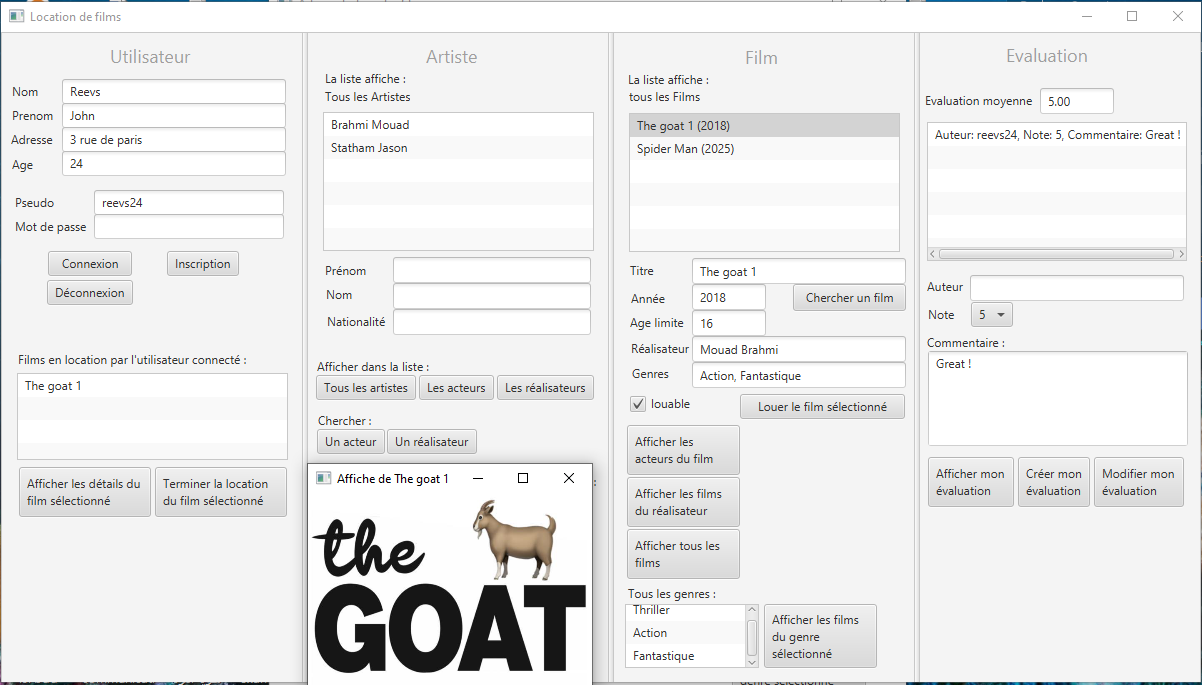 Location de films
Utilisateur
Nom
Reevs
Prenom
John
Adresse
3 rue de paris
Age
24
Pseudo
reevs24
Mot de passe
Connexion
Inscription
Déconnexion
Films en location par l'utilisateur connecté :
The goat 1
Afficher les détails du
film sélectionné
Terminer la location
du film sélectionné
Artiste
La liste affiche :
Tous les Artistes
Brahmi Mouad
Statham Jason
Prénom
Nom
Nationalité
Afficher dans la liste :
Tous les artistes
Les acteurs
Les réalisateurs
Chercher :
Un acteur
Un réalisateur
Affiche de The goat 1
the
GOAT
Film
La liste affiche :
tous les Films
The goat 1 (2018)
Spider Man (2025)
Titre
The goat 1
Année
2018
Chercher un film
Age limite
16
Réalisateur
Mouad Brahmi
Genres
Action, Fantastique
louable
Louer le film sélectionné
Afficher les
acteurs du film
Afficher les films
du réalisateur
Afficher tous les
films
Tous les genres :
Thriller
Action
Fantastique
Afficher les films
du genre
sélectionné
Evaluation
Evaluation moyenne
5.00
Auteur: reevs24, Note: 5, Commentaire: Great !
Auteur
Note
5
Commentaire :
Great !
Afficher mon
évaluation
Créer mon
évaluation
Modifier mon
évaluation